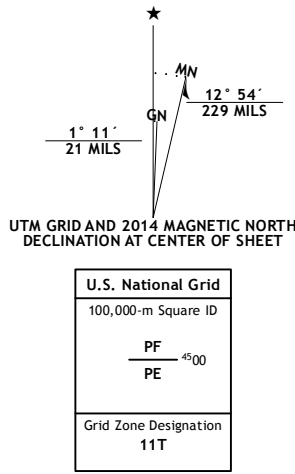 ★
MN
GN
12° 54´
229 MILS
1° 11´
21 MILS
UTM GRID AND 2014 MAGNETIC NORTH
DECLINATION AT CENTER OF SHEET
U.S. National Grid
100,000-m Square ID
PF
4500
PE
Grid Zone Designation
11T